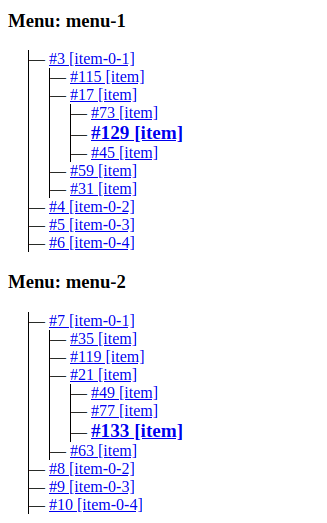 Menu: menu-1
#3 [item-0-1]
#115 [item]
#17 [item]
#73 [item]
#129 [item]
#45 [item]
#59 [item]
#31 [item]
#4 [item-0-2]
#5 [item-0-3]
#6 [item-0-4]
Menu: menu-2
#7 [item-0-1]
#35 [item]
#119 [item]
#21 [item]
#49 [item]
#77 [item]
#133 [item]
#63 [item]
#8 [item-0-2]
#9 [item-0-3]
#10 [item-0-4]